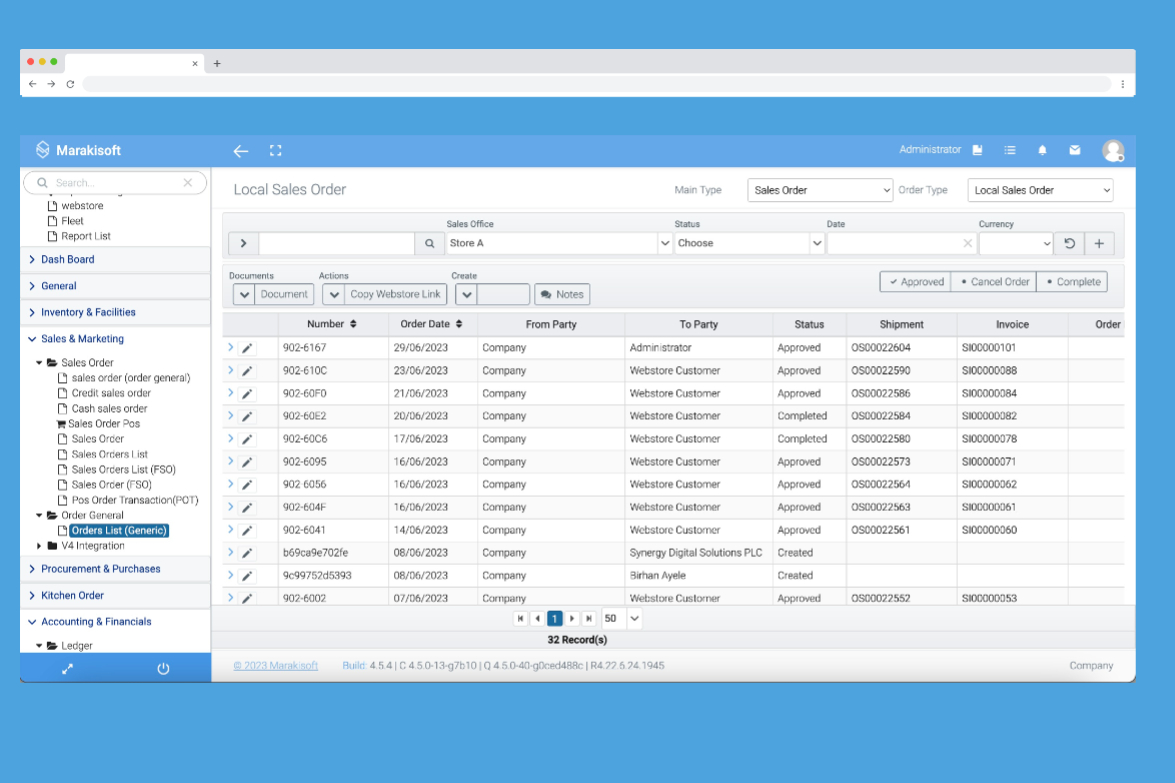 Marakisoft
Administrator
Search...
webstore
Fleet
Report List
Dash Board
General
Inventory & Facilities
Sales & Marketing
Sales Order
sales order (order general)
Credit sales order
Cash sales order
Sales Order Pos
Sales Order
Sales Orders List
Sales Orders List (FSO)
Sales Order (FSO)
Pos Order Transaction(POT)
Order General
Orders List (Generic)
V4 Integration
Procurement & Purchases
Kitchen Order
Accounting & Financials
Ledger
Local Sales Order Main Type Sales Order Order Type Local Sales Order
Sales Office Status Date Currency
Store A Choose
Documents Actions Create
Document Copy Webstore Link Notes Approved Cancel Order Complete
Number Order Date From Party To Party Status Shipment Invoice Order
902-6167 29/06/2023 Company Administrator Approved OS00022604 SI00000101
902-610C 23/06/2023 Company Webstore Customer Approved OS00022590 SI00000088
902-60F0 21/06/2023 Company Webstore Customer Approved OS00022586 SI00000084
902-60E2 20/06/2023 Company Webstore Customer Completed OS00022584 SI00000082
902-60C6 17/06/2023 Company Webstore Customer Completed OS00022580 SI00000078
902-6095 16/06/2023 Company Webstore Customer Approved OS00022573 SI00000071
902-6056 16/06/2023 Company Webstore Customer Approved OS00022564 SI00000062
902-604F 16/06/2023 Company Webstore Customer Approved OS00022563 SI00000061
902-6041 14/06/2023 Company Webstore Customer Approved OS00022561 SI00000060
b69ca9e702fe 08/06/2023 Company Synergy Digital Solutions PLC Created
9c99752d5393 08/06/2023 Company Birhan Ayele Created
902-6002 07/06/2023 Company Webstore Customer Approved OS00022552 SI00000053
1 50
32 Record(s)
© 2023 Marakisoft Build: 4.5.4 | C 4.5.0-13-g7b10 | Q 4.5.0-40-g0ced488c | R4.22.6.24.1945 Company